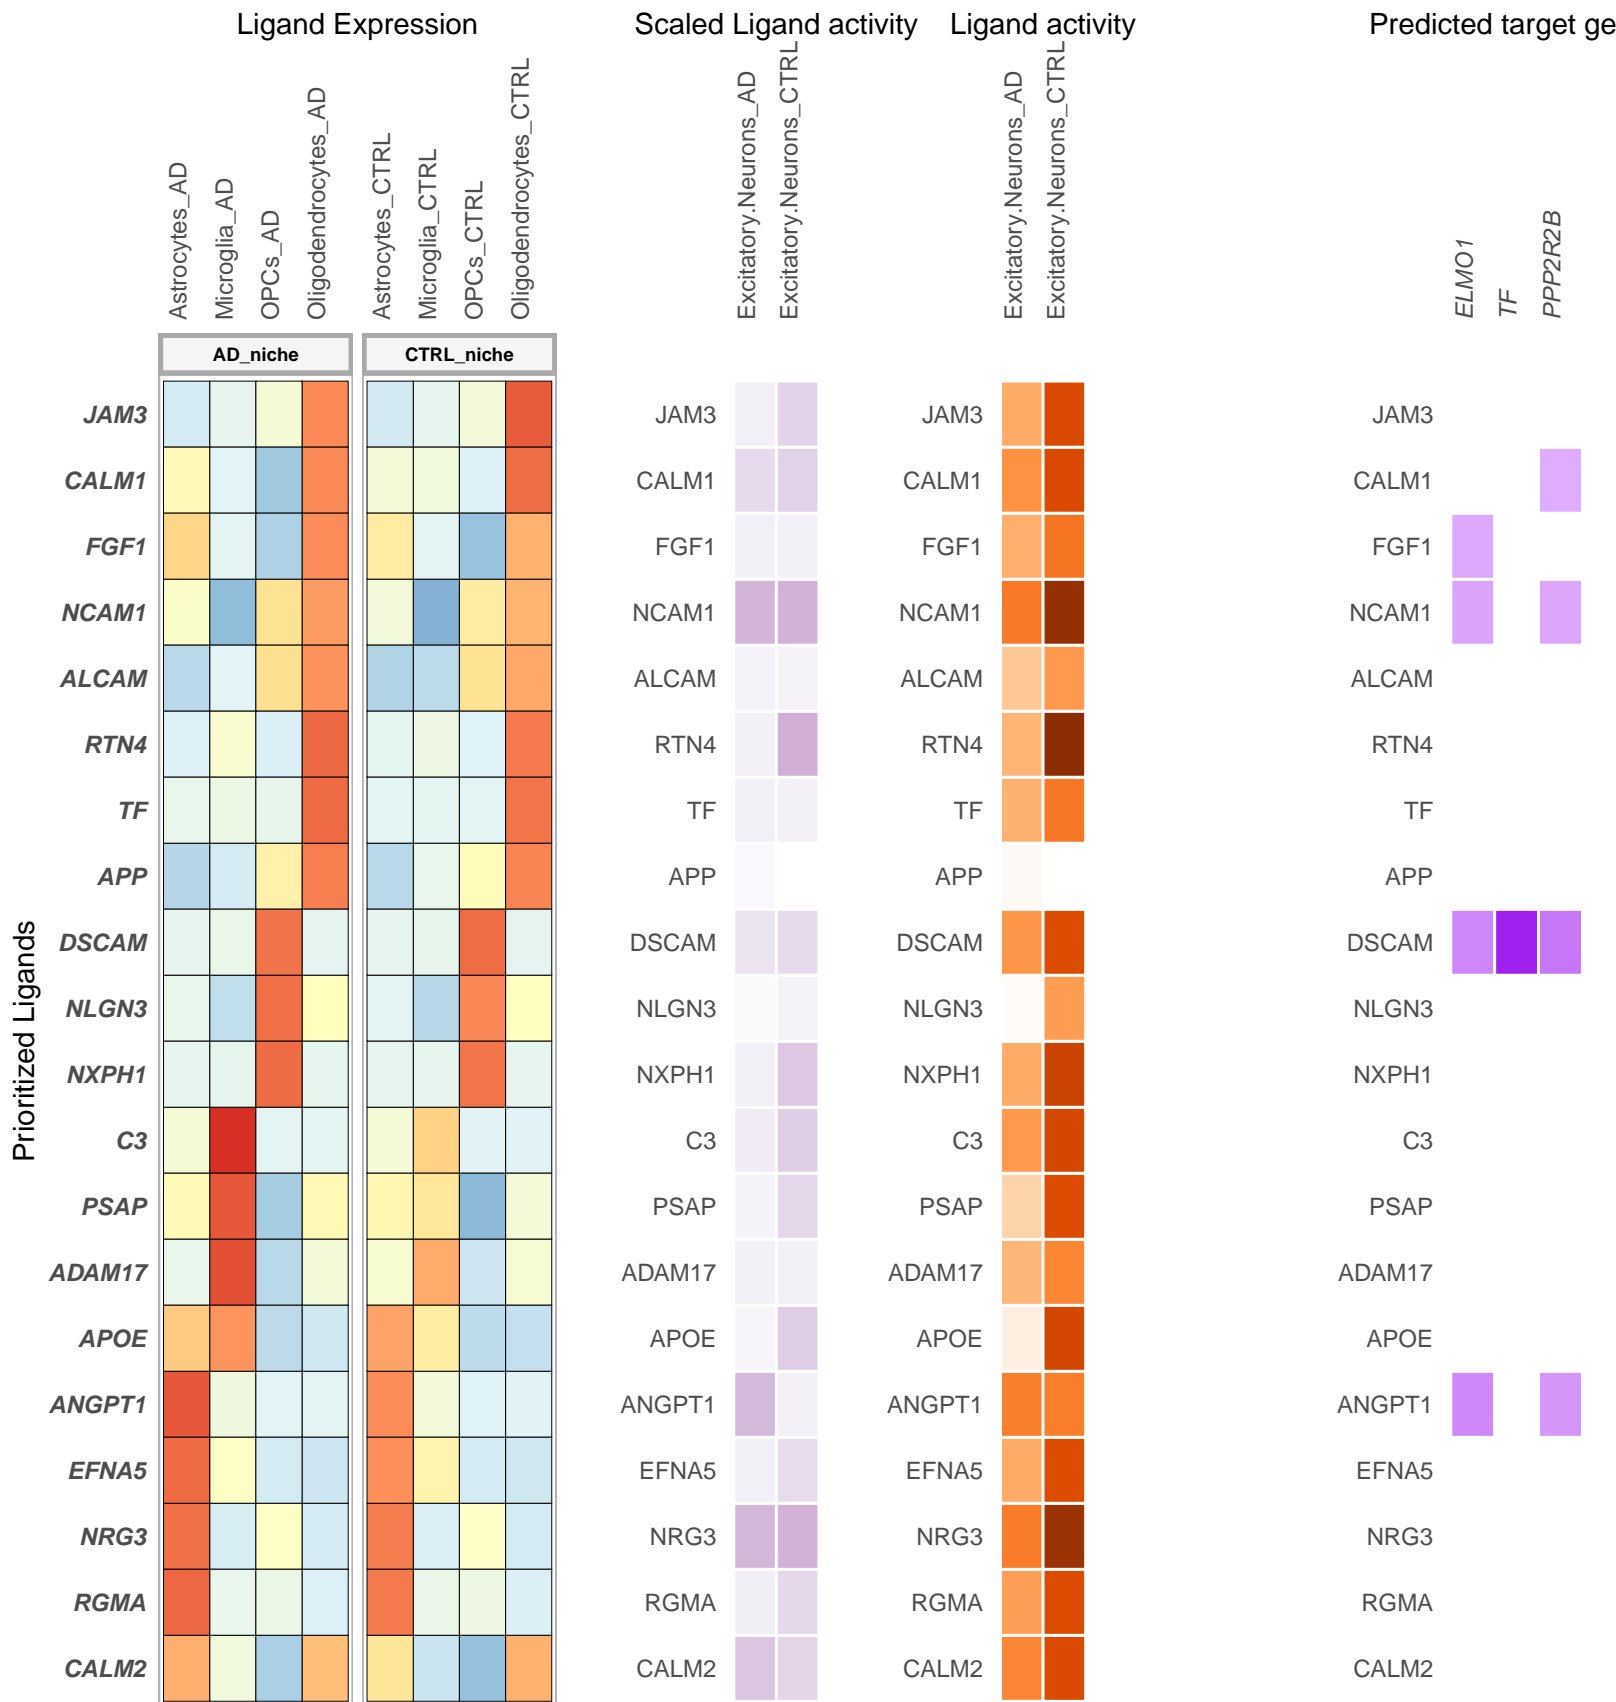 Ligand Expression
Scaled Ligand activity
Ligand activity
Predicted target ge
Astrocytes_AD
Microglia_AD
OPCs_AD
Oligodendrocytes_AD
Astrocytes_CTRL
Microglia_CTRL
OPCs_CTRL
Oligodendrocytes_CTRL
Excitatory.Neurons_AD
Excitatory.Neurons_CTRL
Excitatory.Neurons_AD
Excitatory.Neurons_CTRL
ELMO1
TF
PPP2R2B
AD_niche
CTRL_niche
Prioritized Ligands
JAM3 JAM3 JAM3 JAM3
CALM1 CALM1 CALM1 CALM1
FGF1 FGF1 FGF1 FGF1
NCAM1 NCAM1 NCAM1 NCAM1
ALCAM ALCAM ALCAM ALCAM
RTN4 RTN4 RTN4 RTN4
TF TF TF TF
APP APP APP APP
DSCAM DSCAM DSCAM DSCAM
NLGN3 NLGN3 NLGN3 NLGN3
NXPH1 NXPH1 NXPH1 NXPH1
C3 C3 C3 C3
PSAP PSAP PSAP PSAP
ADAM17 ADAM17 ADAM17 ADAM17
APOE APOE APOE APOE
ANGPT1 ANGPT1 ANGPT1 ANGPT1
EFNA5 EFNA5 EFNA5 EFNA5
NRG3 NRG3 NRG3 NRG3
RGMA RGMA RGMA RGMA
CALM2 CALM2 CALM2 CALM2